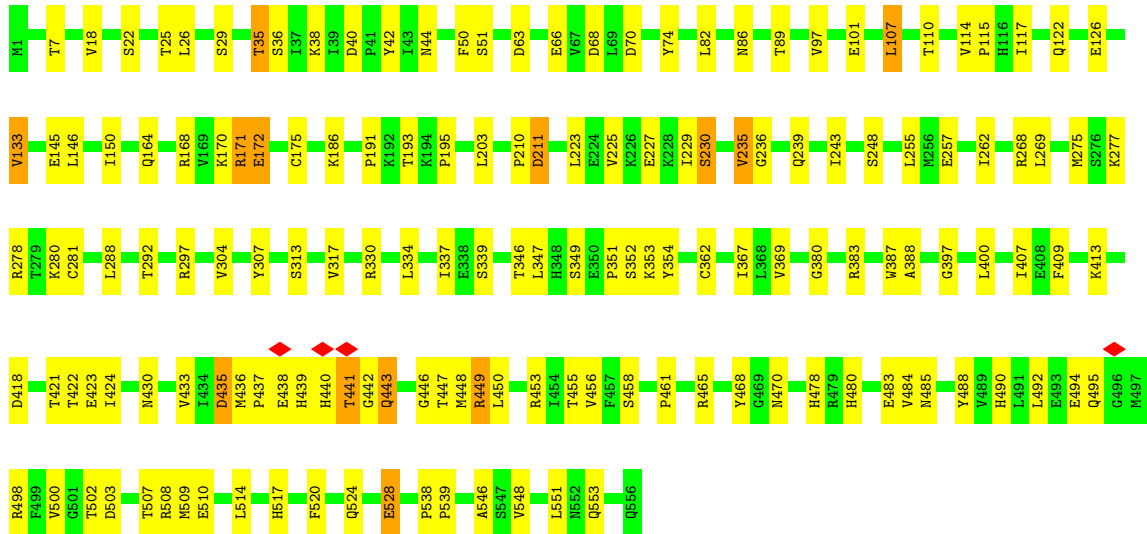 M1 T7 V18 S22 T25 L26 S29 T35 S36 I37 K38 I39 D40 P41 Y42 I43 N44 F50 S51 D63 E66 V67 D68 L69 D70 Y74 L82 N86 T89 V97 E101 L107 T110 V114 P115 H116 I117 Q122 E126
V133 E145 L146 I150 Q164 R168 V169 K170 R171 E172 C175 K186 P191 K192 T193 K194 P195 L203 P210 D211 L223 E224 V225 K226 E227 K228 I229 S230 V235 G236 Q239 I243 S248 L255 M256 E257 I262 R268 L269 M275 S276 K277
R278 T279 K280 C281 L288 T292 R297 V304 Y307 S313 V317 R330 L334 I337 E338 S339 T346 L347 H348 S349 E350 P351 S352 K353 Y354 C362 I367 L368 V369 G380 R383 W387 A388 G397 L400 I407 E408 F409 K413
D418 T421 T422 E423 I424 N430 V433 I434 D435 M436 P437 E438 H439 H440 T441 G442 Q443 G446 T447 M448 R449 L450 R453 I454 T455 V456 F457 S458 P461 R465 Y468 G469 N470 H478 R479 H480 E483 V484 N485 Y488 V489 H490 L491 L492 E493 E494 Q495 G496 M497
R498 F499 V500 G501 T502 D503 T507 R508 M509 E510 L514 H517 F520 Q524 E528 P538 P539 A546 S547 V548 L551 N552 Q553 Q556